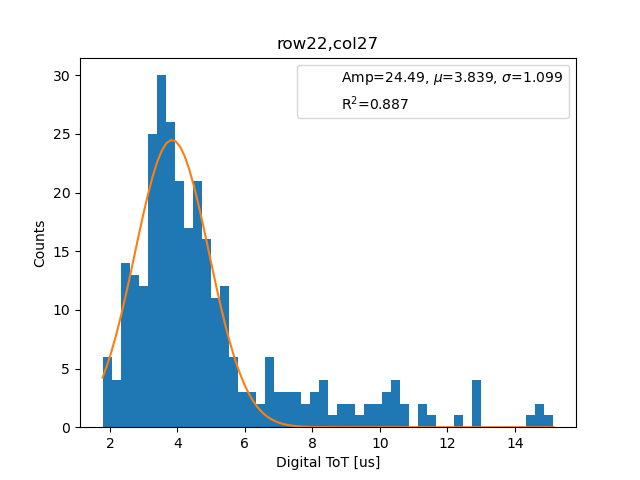 row22,col27
Amp=24.49, μ=3.839, σ=1.099
R²=0.887
30
25
20
15
10
5
0
Counts
2 4 6 8 10 12 14
Digital ToT [us]